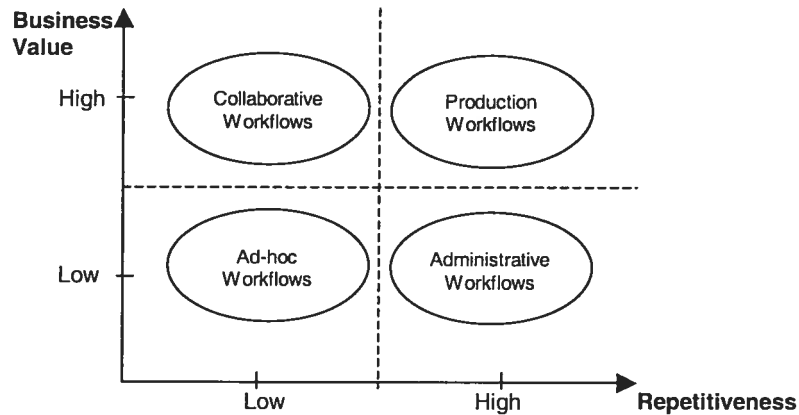 Business
Value
High
Collaborative
Workflows
Production
Workflows
Low
Ad-hoc
Workflows
Administrative
Workflows
Low
High
Repetitiveness